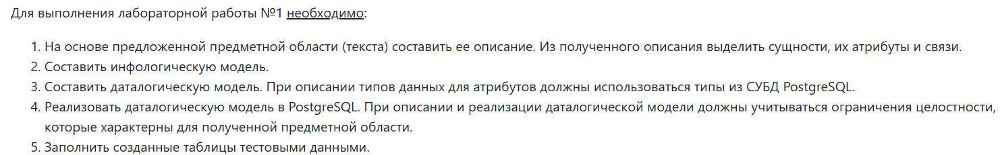 Для выполнения лабораторной работы №1 необходимо:
1. На основе предложенной предметной области (текста) составить ее описание. Из полученного описания выделить сущности, их атрибуты и связи.
2. Составить инфологическую модель.
3. Составить даталогическую модель. При описании типов данных для атрибутов должны использоваться типы из СУБД PostgreSQL.
4. Реализовать даталогическую модель в PostgreSQL. При описании и реализации даталогической модели должны учитываться ограничения целостности,
которые характерны для полученной предметной области.
5. Заполнить созданные таблицы тестовыми данными.